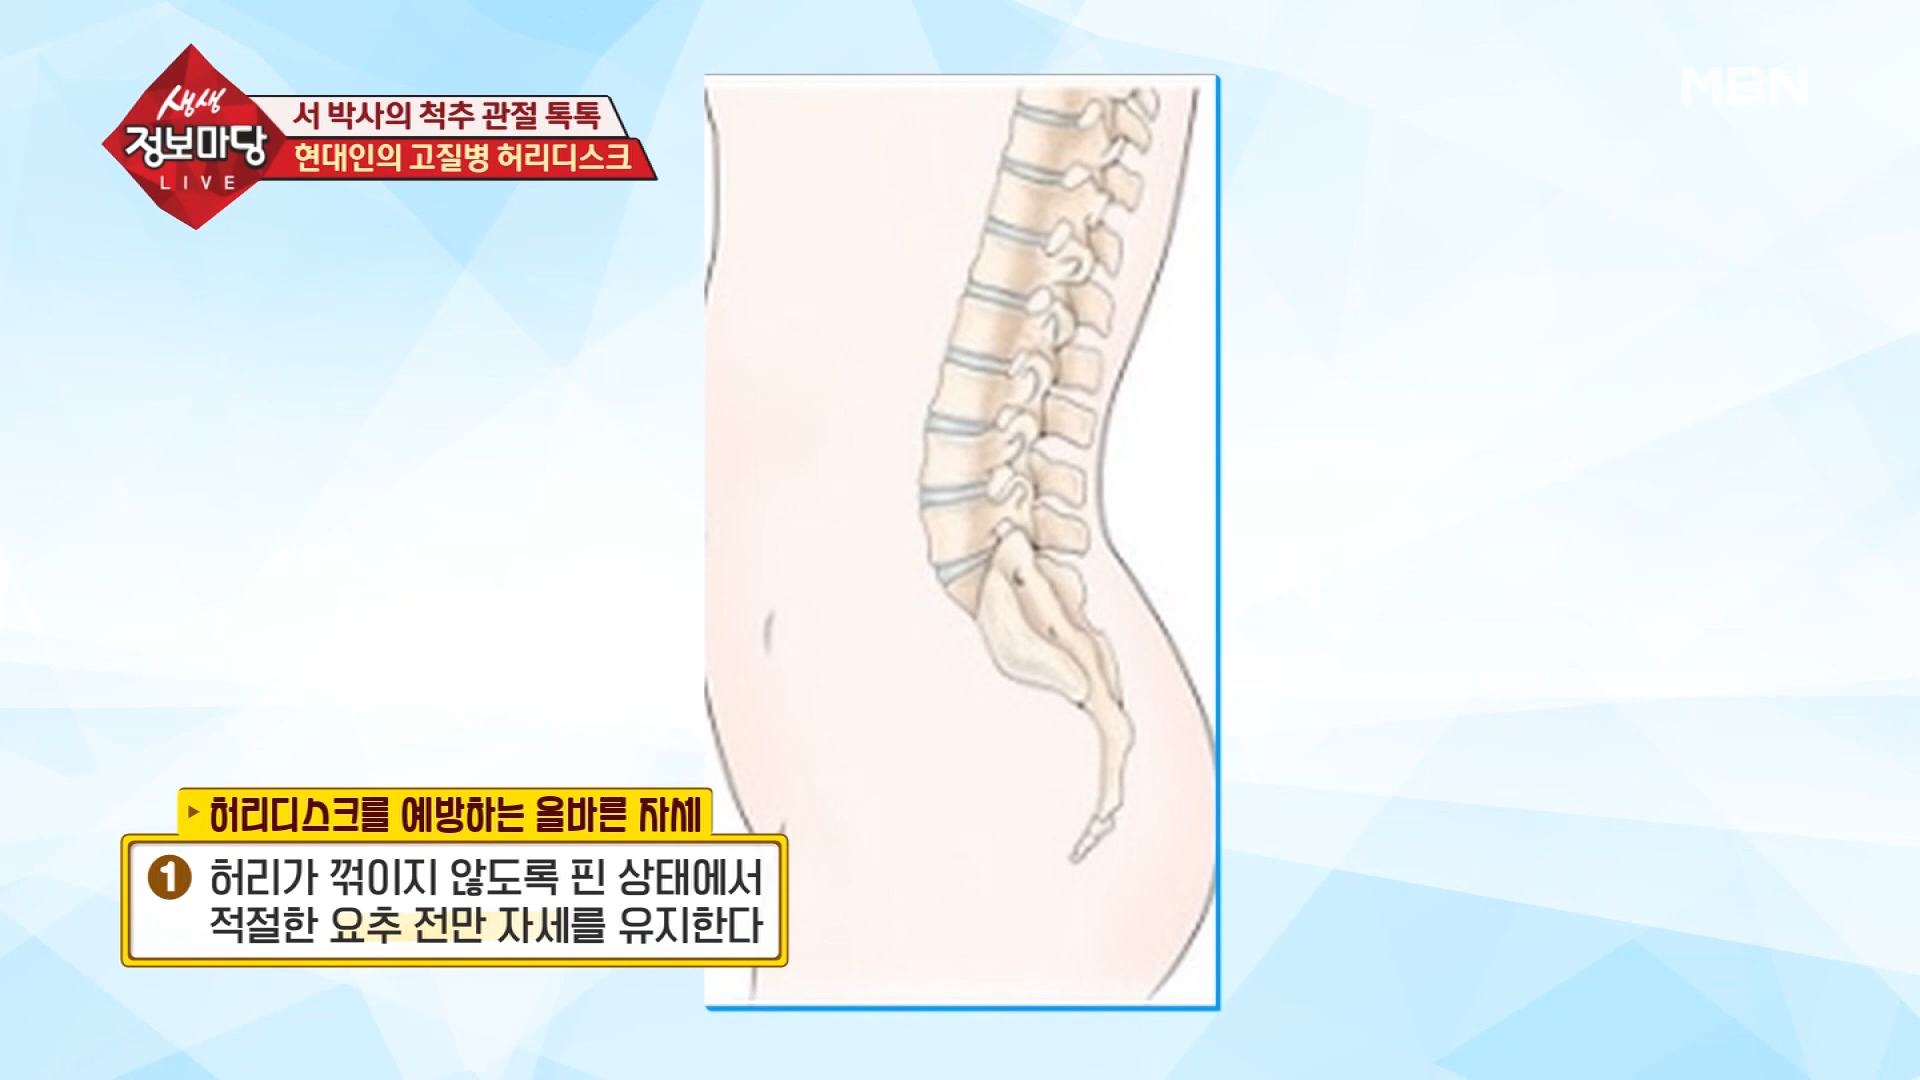 생생
정보마당
LIVE
서 박사의 척추 관절 톡톡
현대인의 고질병 허리디스크
MBN
허리디스크를 예방하는 올바른 자세
1 허리가 꺾이지 않도록 핀 상태에서
적절한 요추 전만 자세를 유지한다